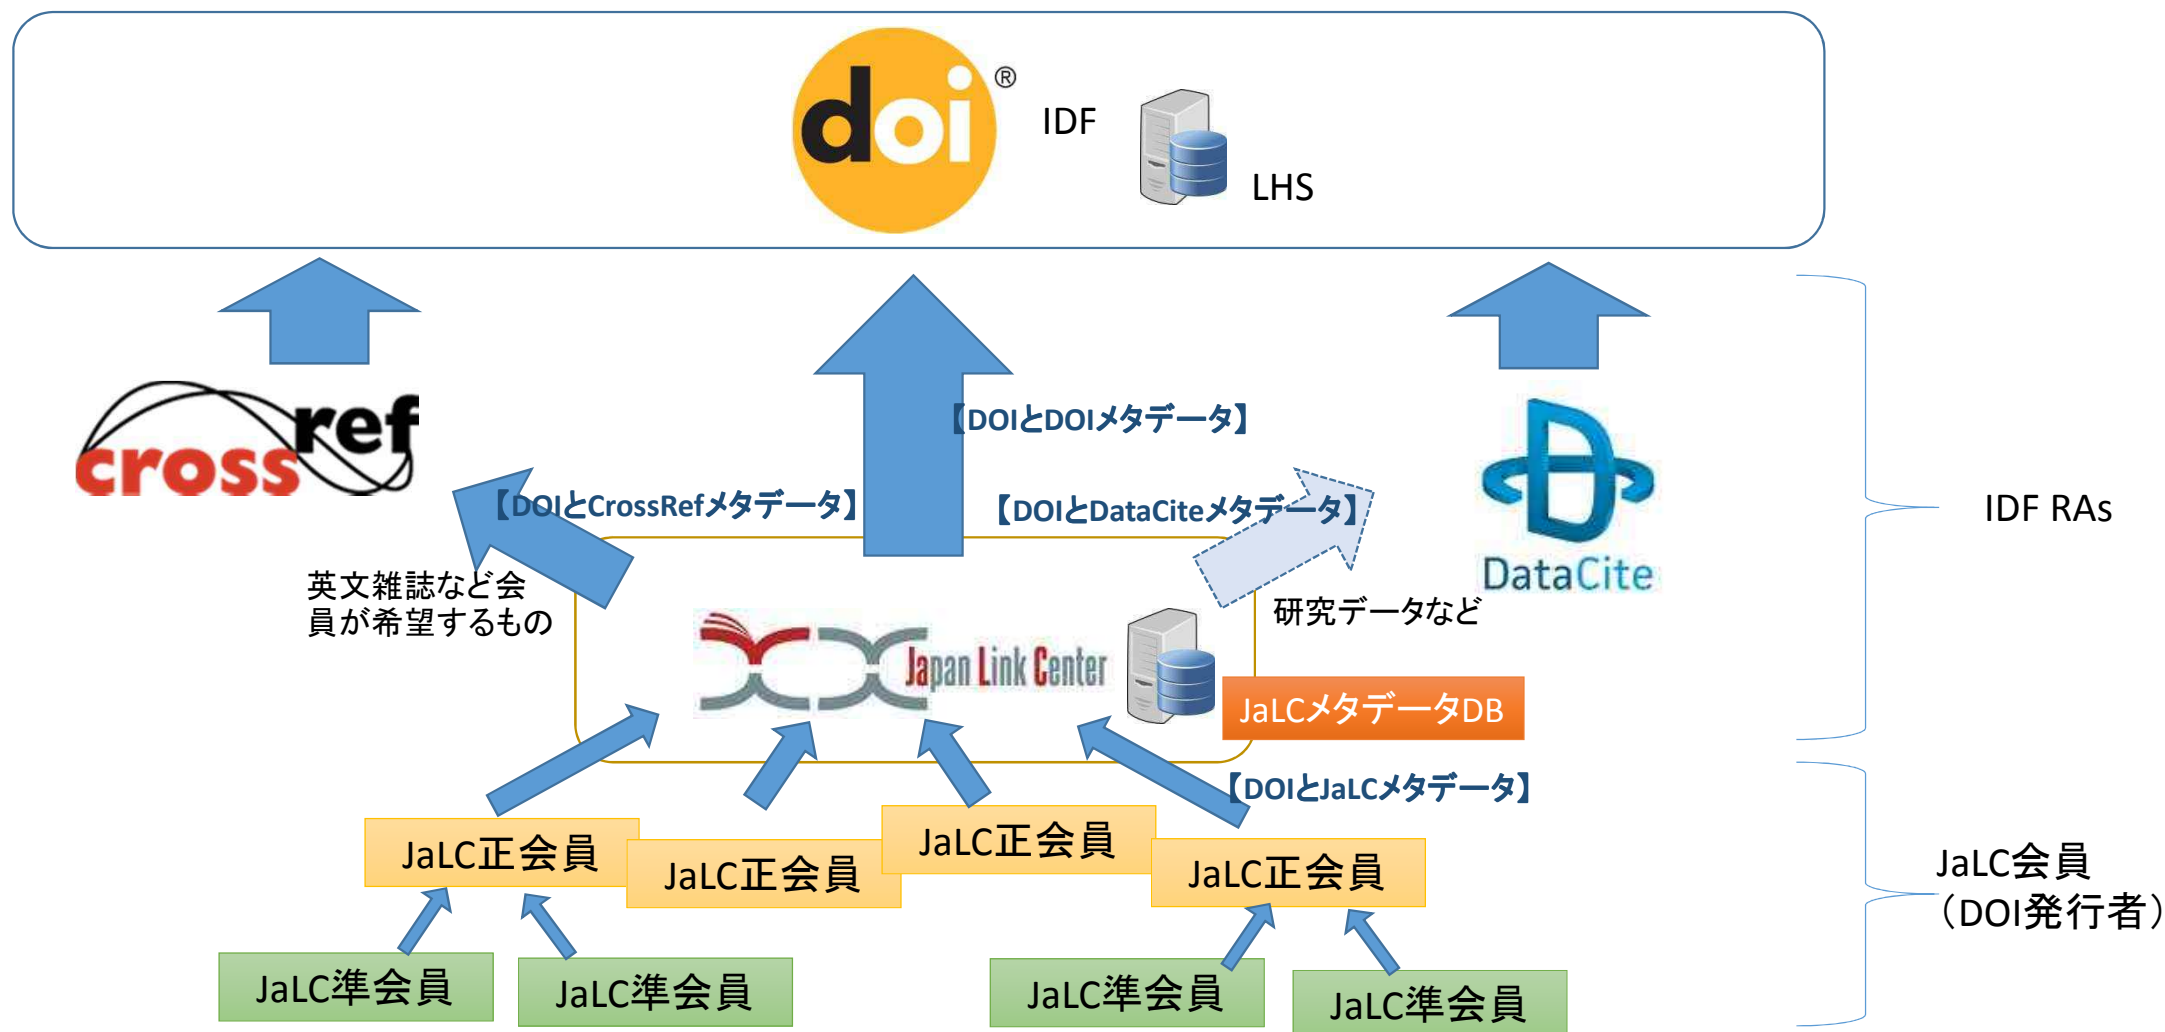 doi®
IDF
LHS
【DOIとDOIメタデータ】
crossref
【DOIとCrossRefメタデータ】
【DOIとDataCiteメタデータ】
DataCite
IDF RAs
英文雑誌など会
員が希望するもの
研究データなど
Japan Link Center
JaLCメタデータDB
【DOIとJaLCメタデータ】
JaLC正会員
JaLC正会員
JaLC正会員
JaLC正会員
JaLC会員
（DOI発行者）
JaLC準会員
JaLC準会員
JaLC準会員
JaLC準会員